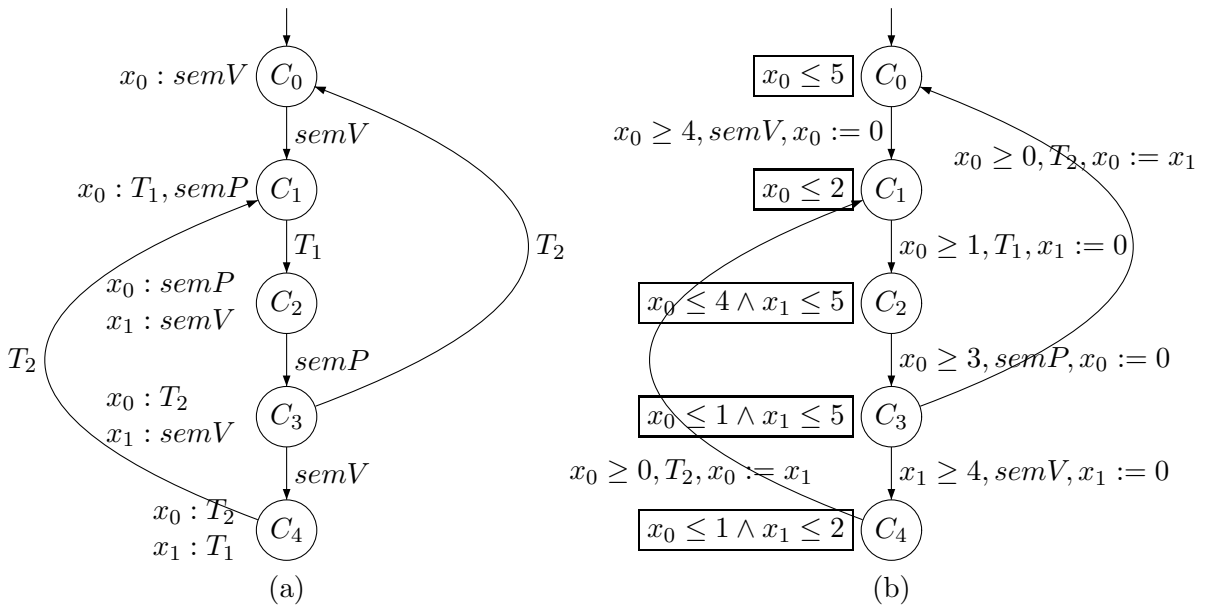 x₀ : semV
C₀
semV
x₀ : T₁, semP
C₁
T₁
T₂
x₀ : semP
x₁ : semV
C₂
T₂
semP
x₀ : T₂
x₁ : semV
C₃
semV
x₀ : T₂
x₁ : T₁
C₄
(a)
x₀ ≤ 5
C₀
x₀ ≥ 4, semV, x₀ := 0
x₀ ≥ 0, T₂, x₀ := x₁
x₀ ≤ 2
C₁
x₀ ≥ 1, T₁, x₁ := 0
x₀ ≤ 4 ∧ x₁ ≤ 5
C₂
x₀ ≥ 3, semP, x₀ := 0
x₀ ≤ 1 ∧ x₁ ≤ 5
C₃
x₀ ≥ 0, T₂, x₀ := x₁
x₁ ≥ 4, semV, x₁ := 0
x₀ ≤ 1 ∧ x₁ ≤ 2
C₄
(b)